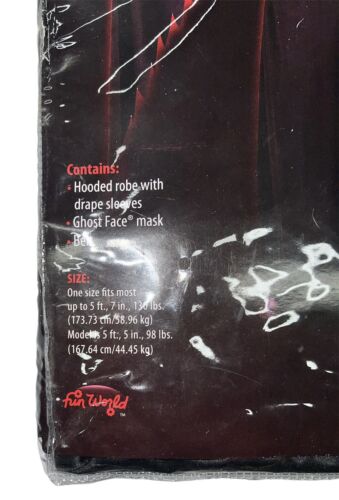 Contains:
• Hooded robe with
drape sleeves
• Ghost Face® mask
• Belt
SIZE:
One size fits most
up to 5 ft., 7 in., 130 lbs.
(173.73 cm/58.96 kg)
Model is 5 ft., 5 in., 98 lbs.
(167.64 cm/44.45 kg)
Fun World™